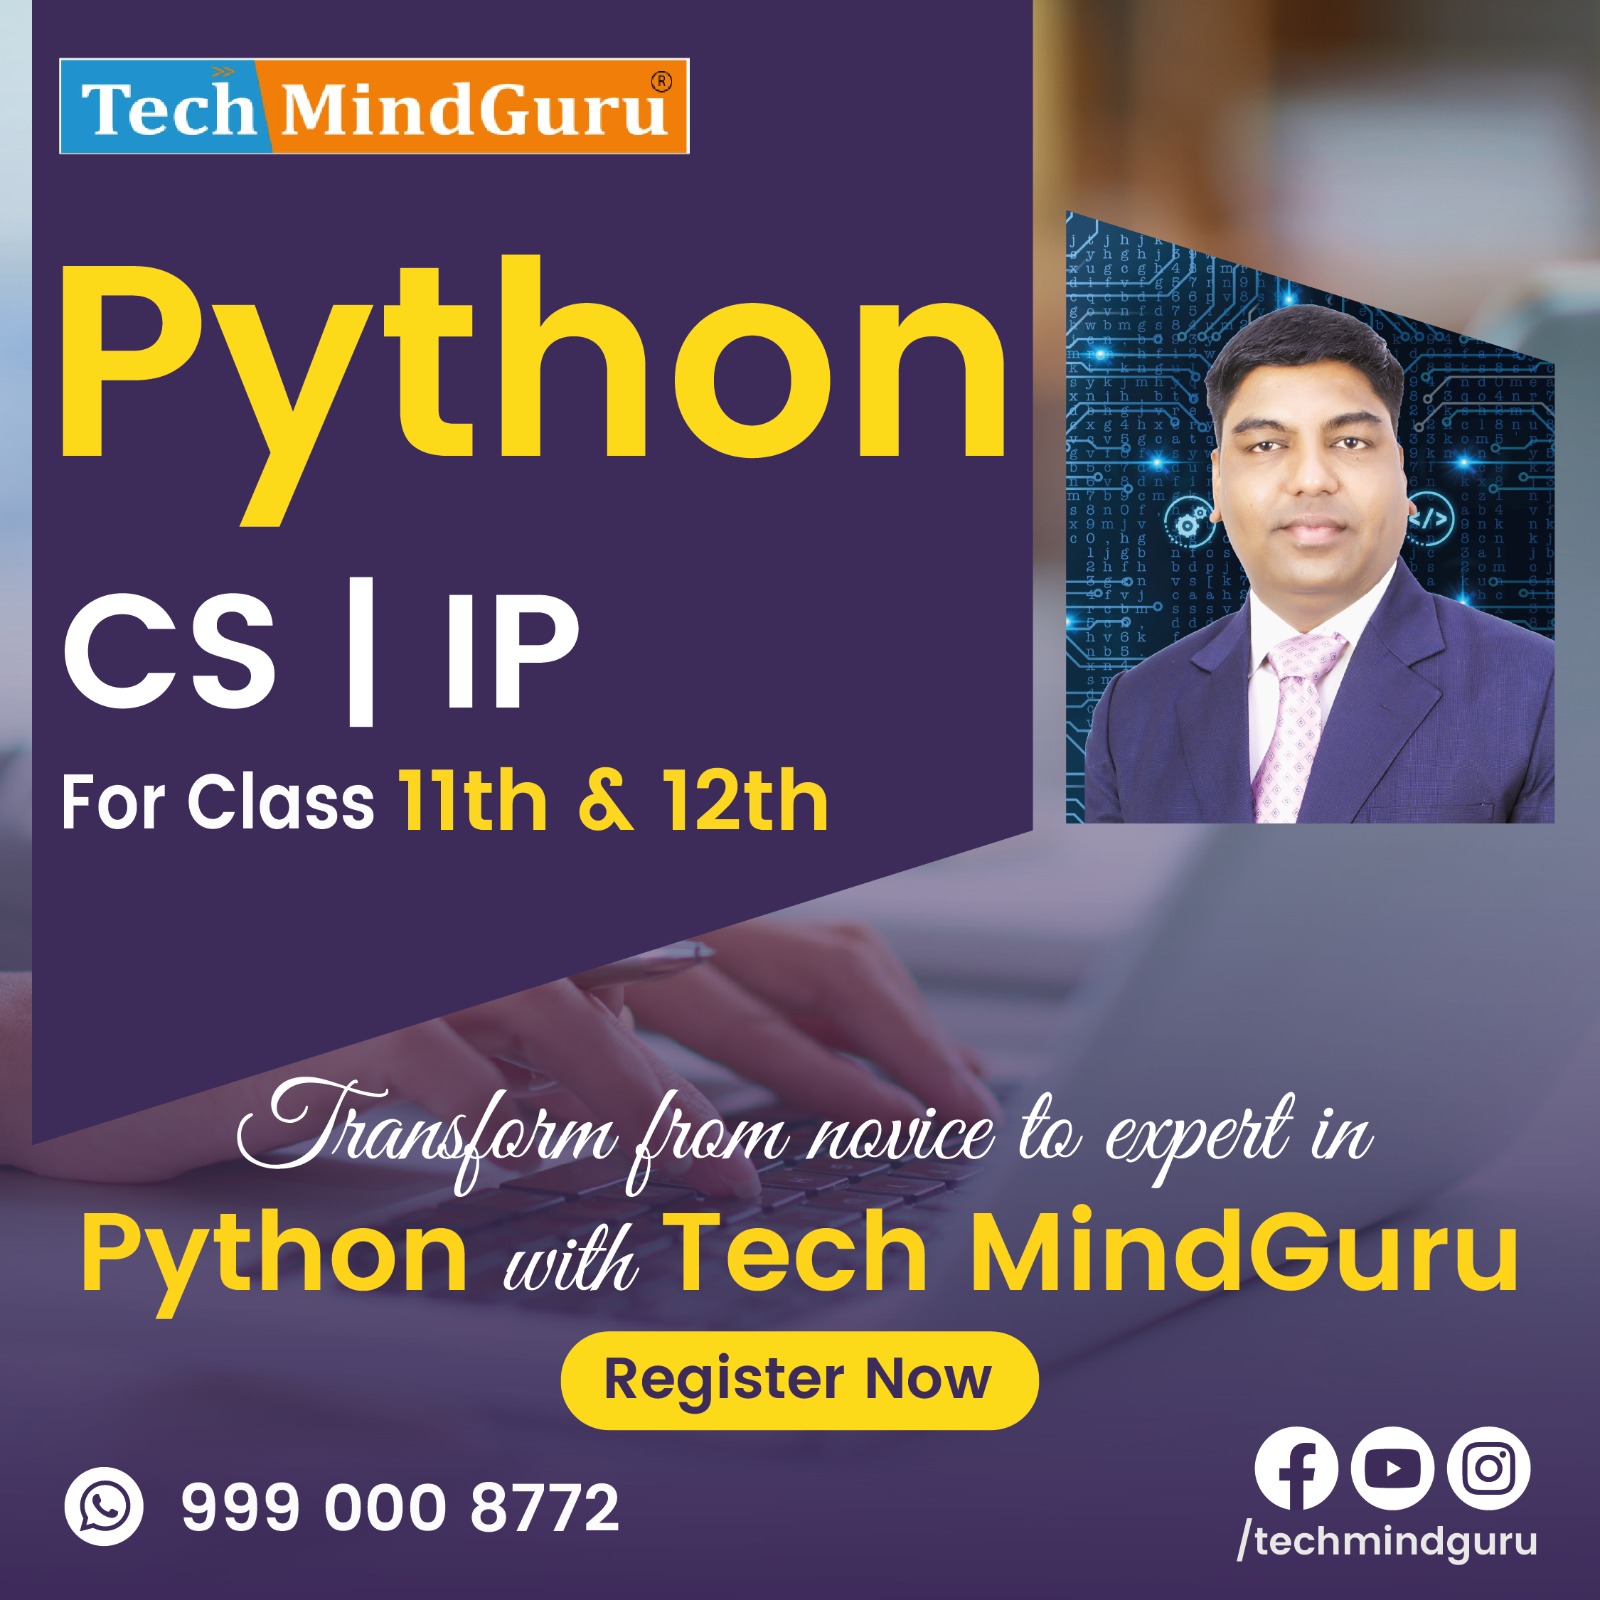 Tech MindGuru®
Python
CS | IP
For Class 11th & 12th
</>
Transform from novice to expert in
Python with Tech MindGuru
Register Now
999 000 8772
/techmindguru